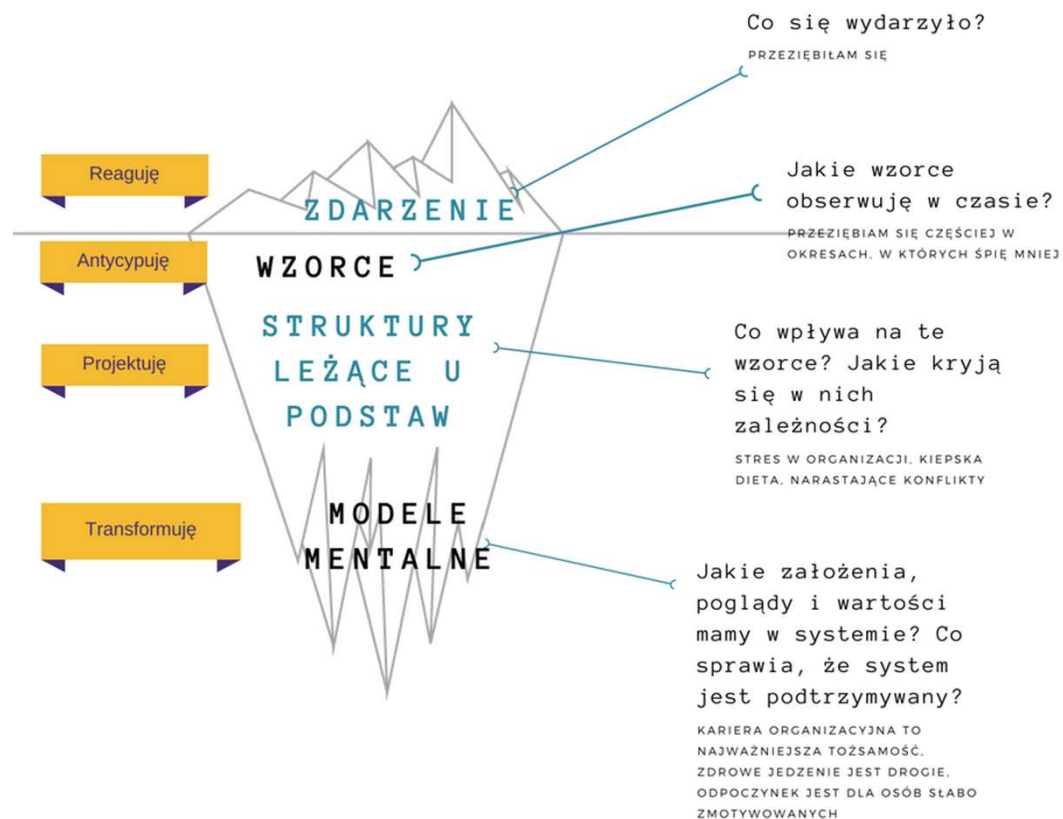 Co się wydarzyło?
PRZEZIĘBIŁAM SIĘ
Reaguję
ZDARZENIE
Jakie wzorce
obserwuję w czasie?
PRZEZIĘBIAM SIĘ CZĘŚCIEJ W
OKRESACH, W KTÓRYCH ŚPIĘ MNIEJ
Antycypuję
WZORCE
Projektuję
STRUKTURY
LEŻĄCE U
PODSTAW
Co wpływa na te
wzorce? Jakie kryją
się w nich
zależności?
STRES W ORGANIZACJI, KIEPSKA
DIETA, NARASTAJĄCE KONFLIKTY
Transformuję
MODELE
MENTALNE
Jakie założenia,
poglądy i wartości
mamy w systemie? Co
sprawia, że system
jest podtrzymywany?
KARIERA ORGANIZACYJNA TO
NAJWAŻNIEJSZA TOŻSAMOŚĆ,
ZDROWE JEDZENIE JEST DROGIE,
ODPOCZYNEK JEST DLA OSÓB SŁABO
ZMOTYWOWANYCH